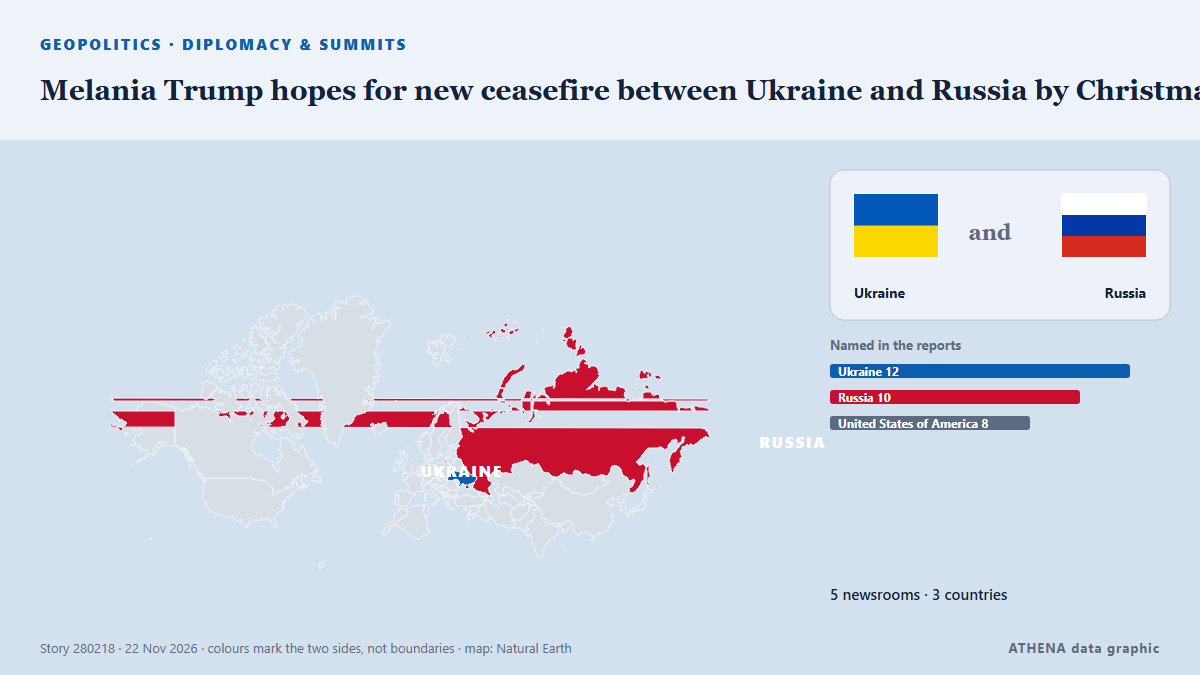 GEOPOLITICS · DIPLOMACY & SUMMITS
Melania Trump hopes for new ceasefire between Ukraine and Russia by Christma
Ukraine
and
Russia
Named in the reports
Ukraine 12
Russia 10
United States of America 8
RUSSIA
UKRAINE
5 newsrooms · 3 countries
Story 280218 · 22 Nov 2026 · colours mark the two sides, not boundaries · map: Natural Earth
ATHENA data graphic